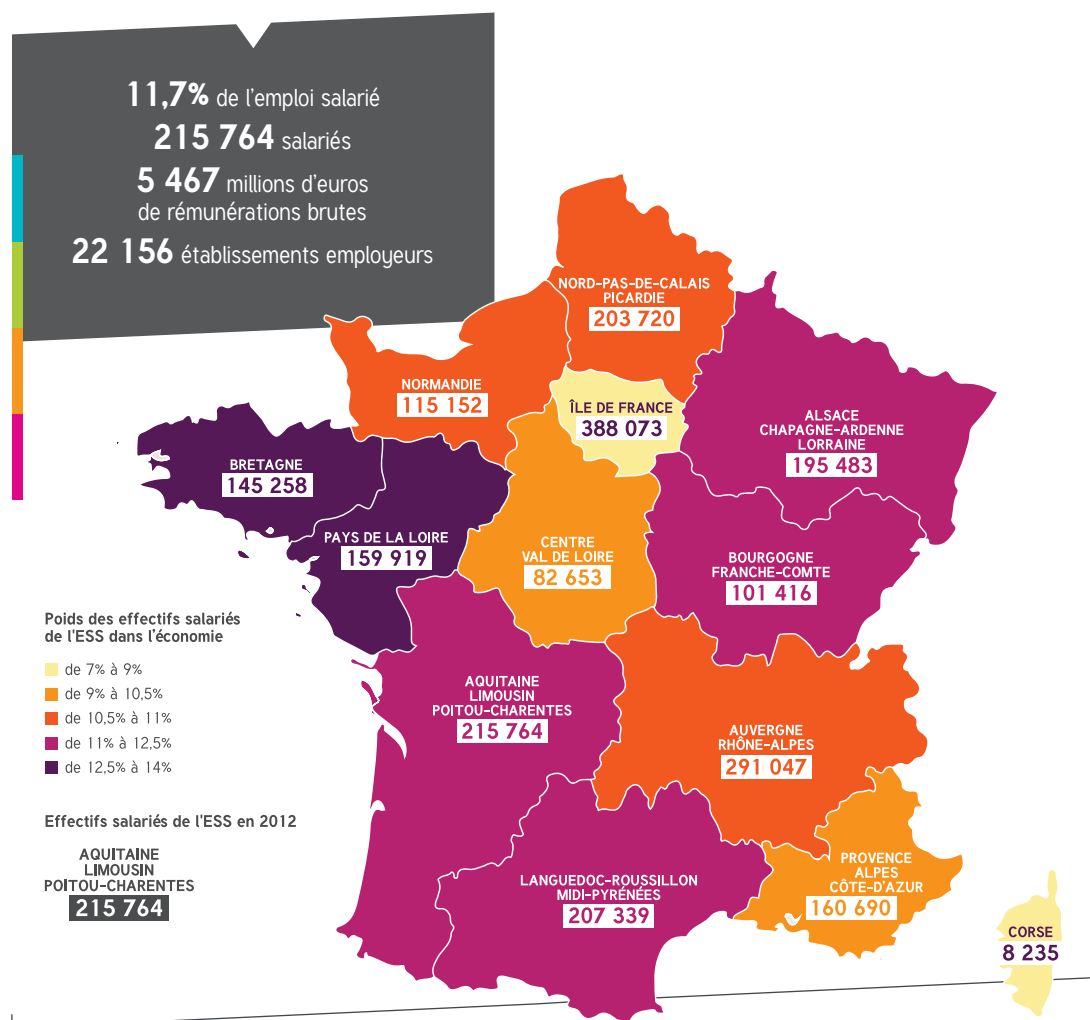 11,7% de l'emploi salarié
215 764 salariés
5 467 millions d'euros
de rémunérations brutes
22 156 établissements employeurs
NORD-PAS-DE-CALAIS
PICARDIE
203 720
NORMANDIE
115 152
ÎLE DE FRANCE
388 073
ALSACE
CHAPAGNE-ARDENNE
LORRAINE
195 483
BRETAGNE
145 258
PAYS DE LA LOIRE
159 919
CENTRE
VAL DE LOIRE
82 653
BOURGOGNE
FRANCHE-COMTE
101 416
Poids des effectifs salariés
de l'ESS dans l'économie
de 7% à 9%
de 9% à 10,5%
de 10,5% à 11%
de 11% à 12,5%
de 12,5% à 14%
AQUITAINE
LIMOUSIN
POITOU-CHARENTES
215 764
AUVERGNE
RHÔNE-ALPES
291 047
Effectifs salariés de l'ESS en 2012
AQUITAINE
LIMOUSIN
POITOU-CHARENTES
215 764
LANGUEDOC-ROUSSILLON
MIDI-PYRÉNÉES
207 339
PROVENCE
ALPES
CÔTE-D'AZUR
160 690
CORSE
8 235